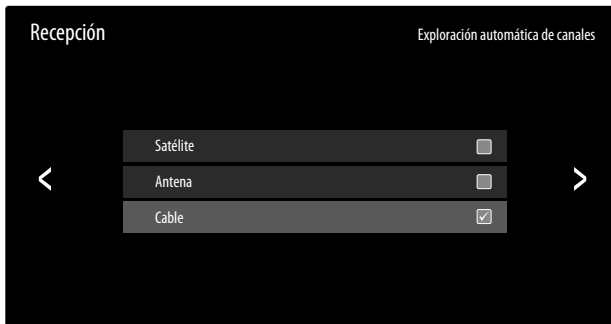 Recepción
Exploración automática de canales
Satélite
Antena
Cable